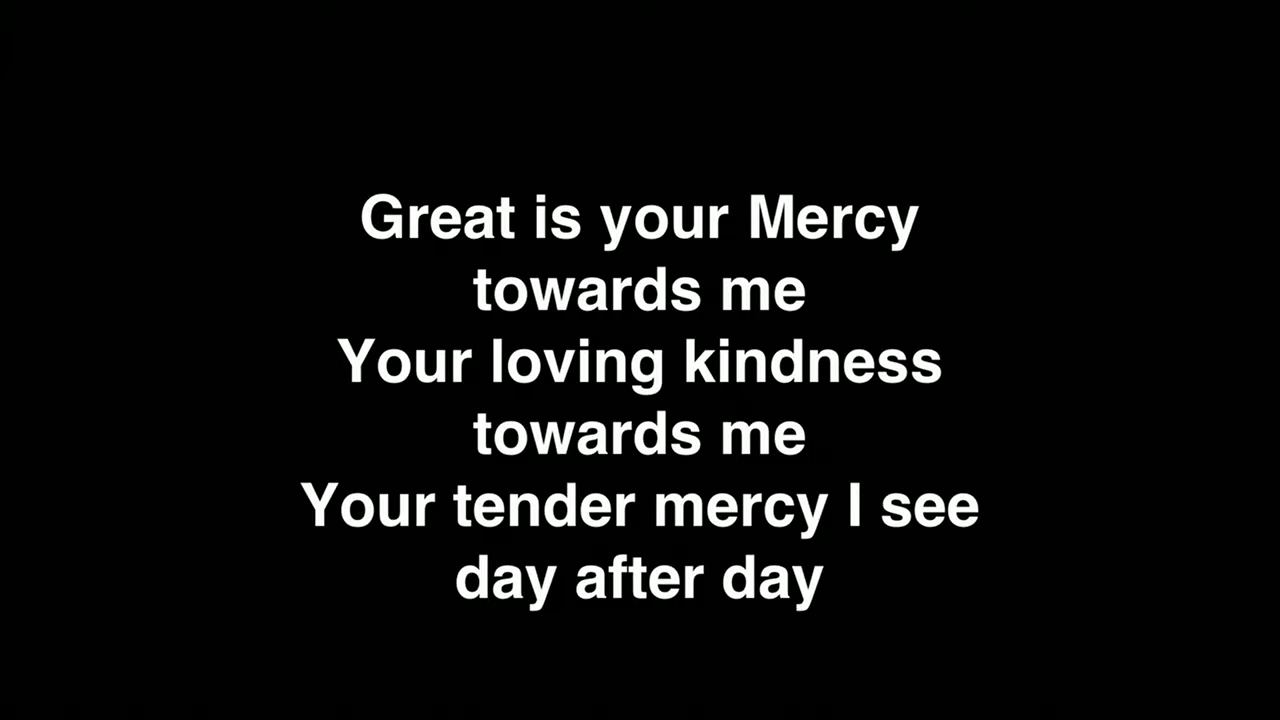 Great is your Mercy
towards me
Your loving kindness
towards me
Your tender mercy I see
day after day